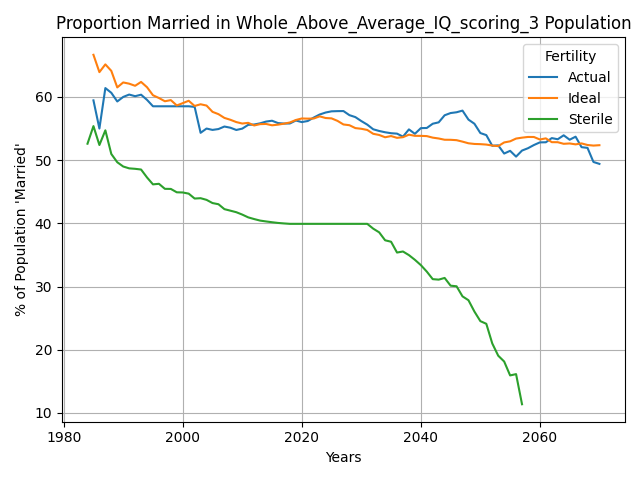 Proportion Married in Whole_Above_Average_IQ_scoring_3 Population
% of Population 'Married'
60
50
40
30
20
10
1980
2000
2020
2040
2060
Years
Fertility
Actual
Ideal
Sterile